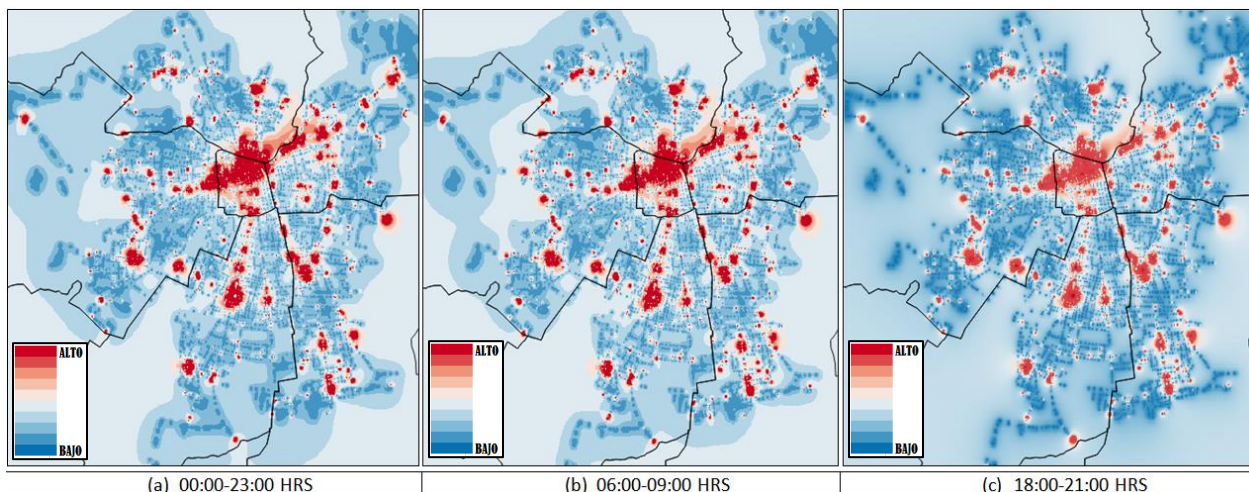 ALTO
BAJO
ALTO
BAJO
ALTO
BAJO
(a) 00:00-23:00 HRS
(b) 06:00-09:00 HRS
(c) 18:00-21:00 HRS